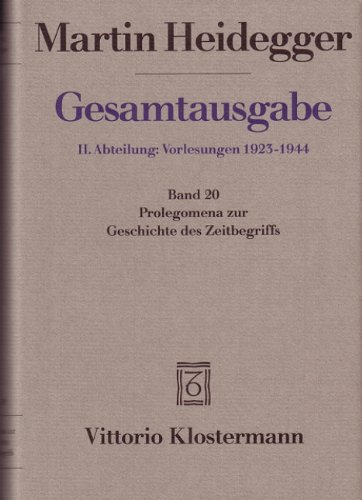 Martin Heidegger
Gesamtausgabe
II. Abteilung: Vorlesungen 1923-1944
Band 20
Prolegomena zur
Geschichte des Zeitbegriffs
Vittorio Klostermann